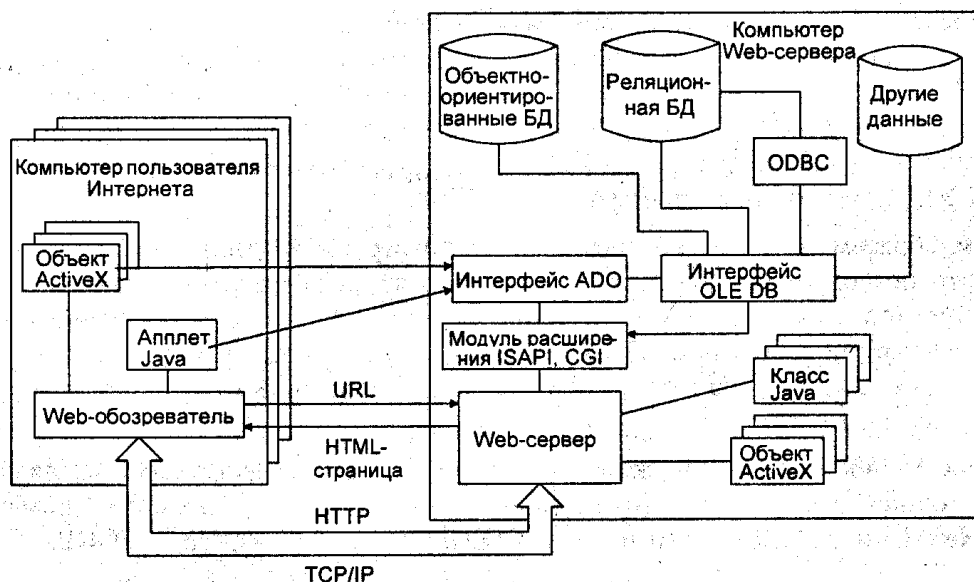 Компьютер
Web-сервера
Объектно-
ориентиро-
ванные БД
Реляцион-
ная БД
Другие
данные
ODBC
Компьютер пользователя
Интернета
Объект
ActiveX
Интерфейс ADO
Интерфейс
OLE DB
Апплет
Java
Модуль расшире-
ния ISAPI, CGI
Класс
Java
Web-обозреватель
URL
HTML-
страница
Web-сервер
Объект
ActiveX
HTTP
TCP/IP